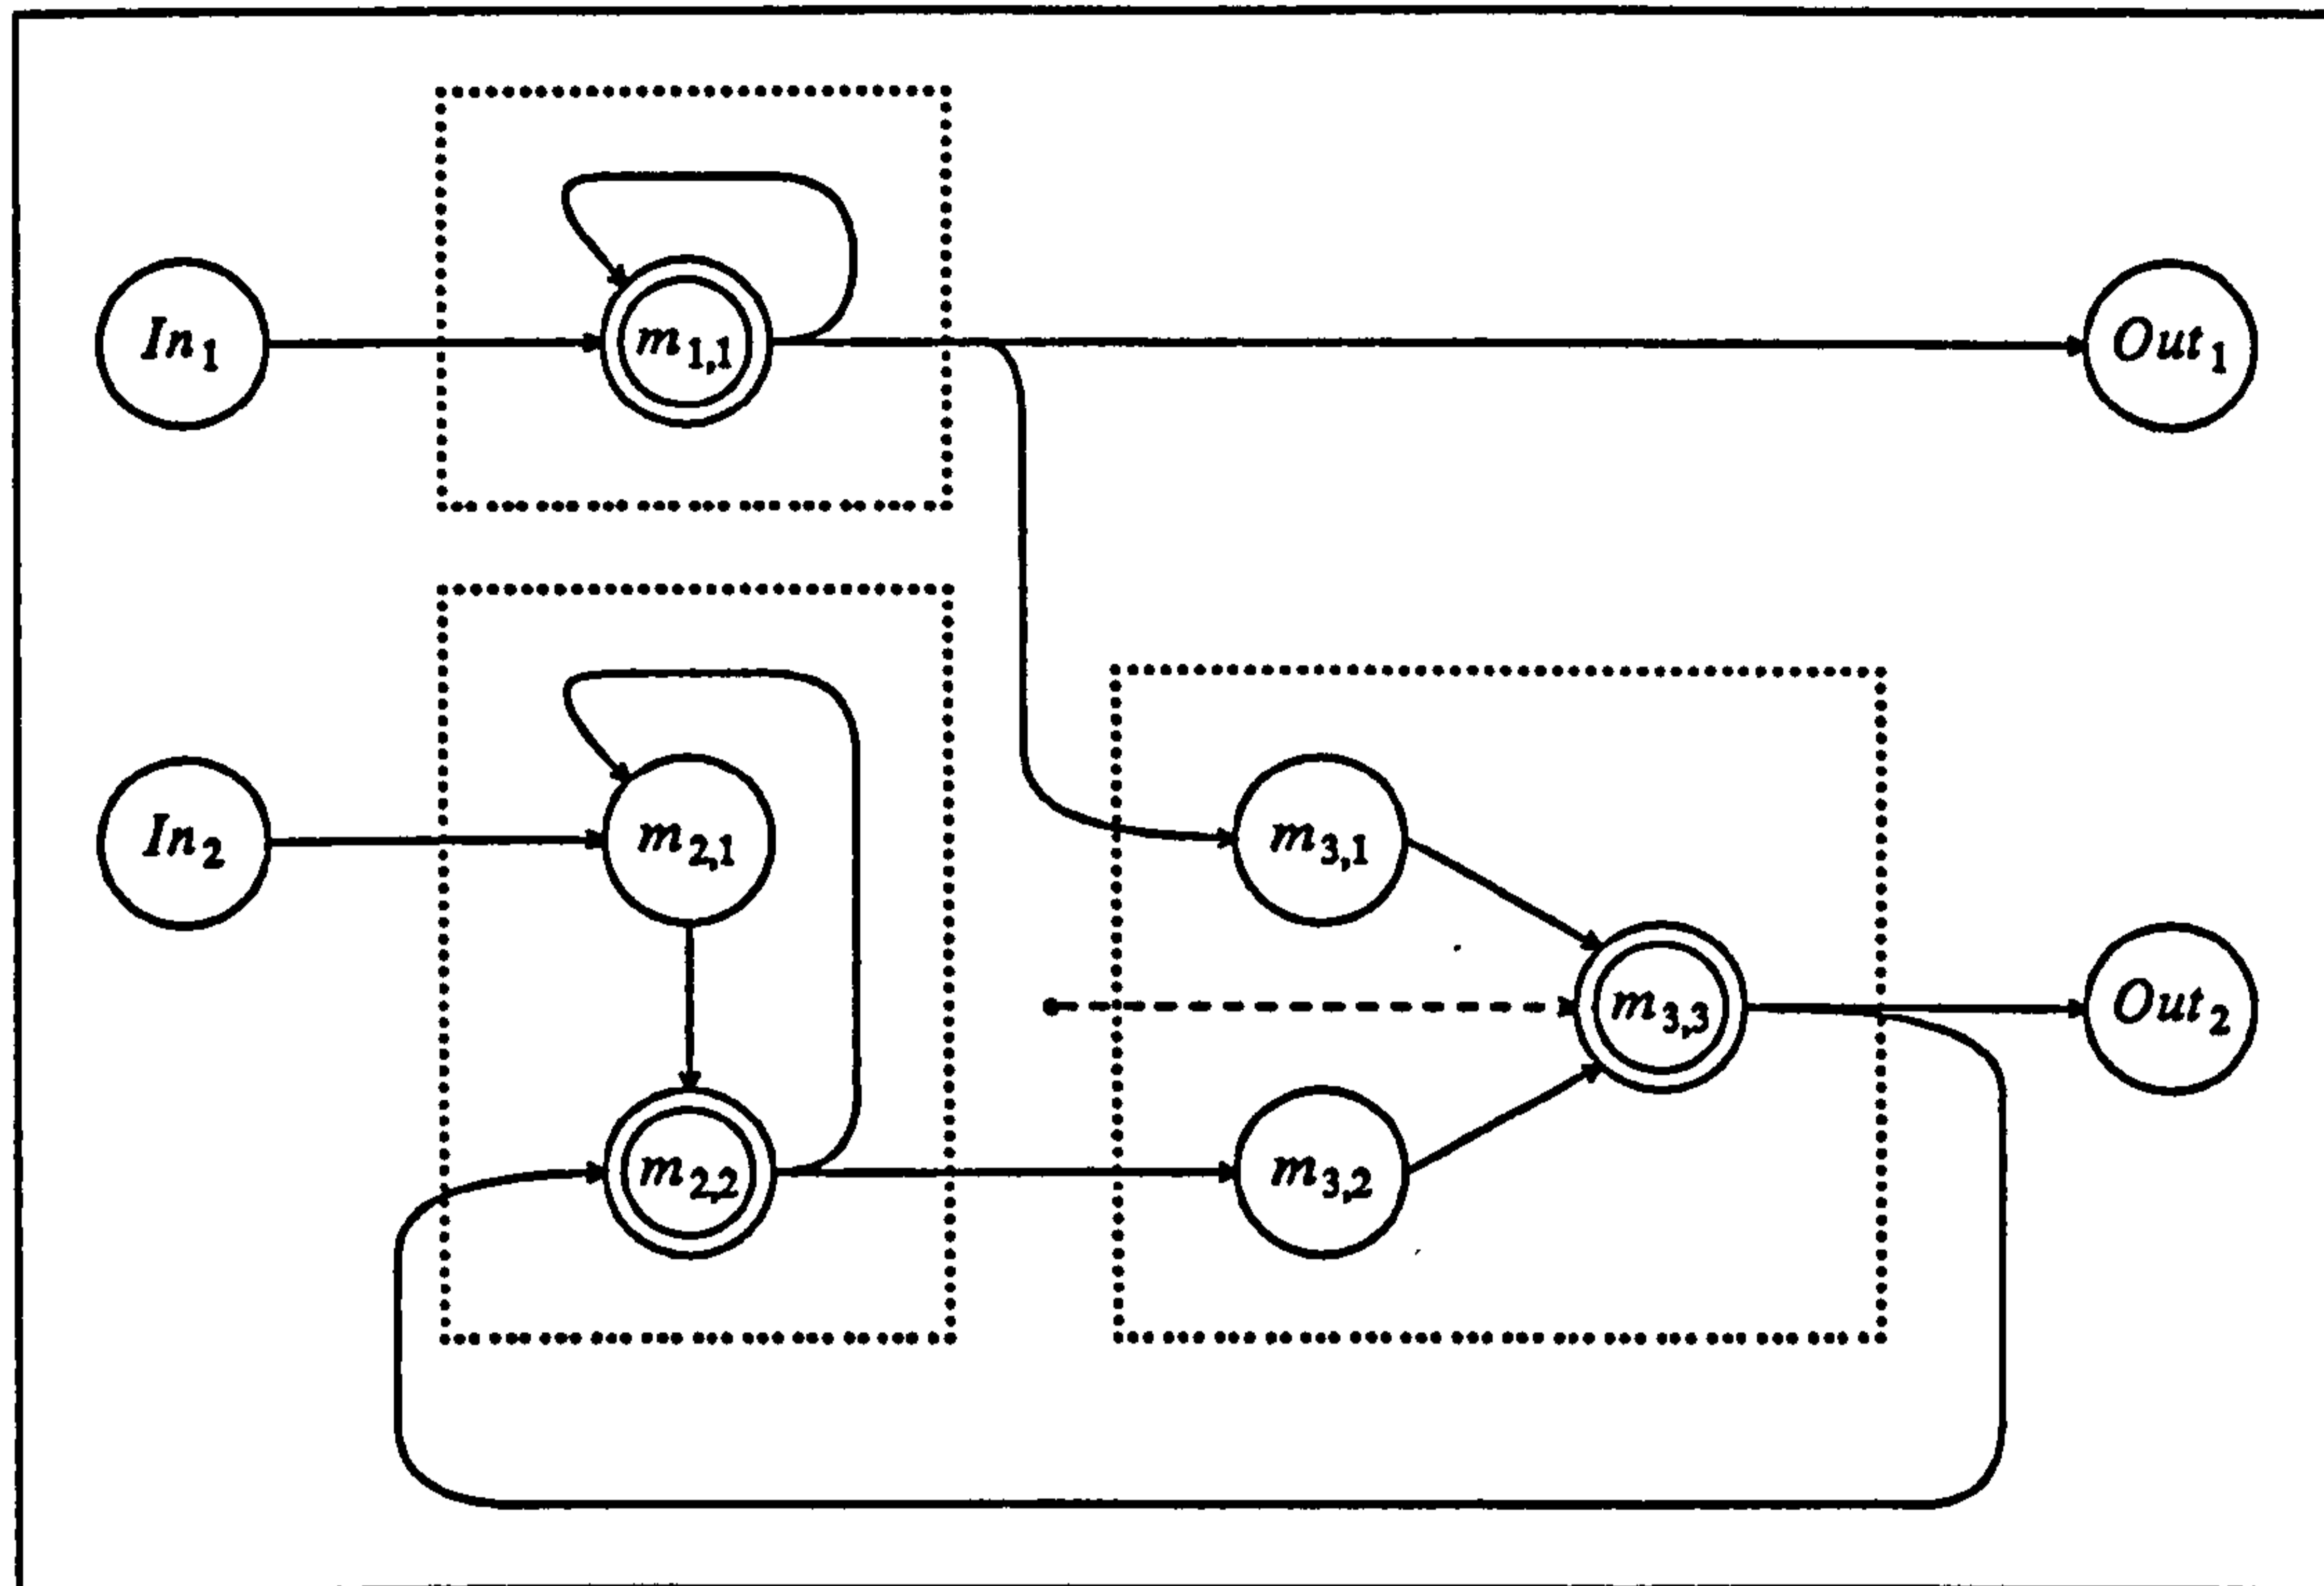 In₁
m₁,₁
Out₁
In₂
m₂,₁
m₃,₁
m₃,₃
Out₂
m₂,₂
m₃,₂